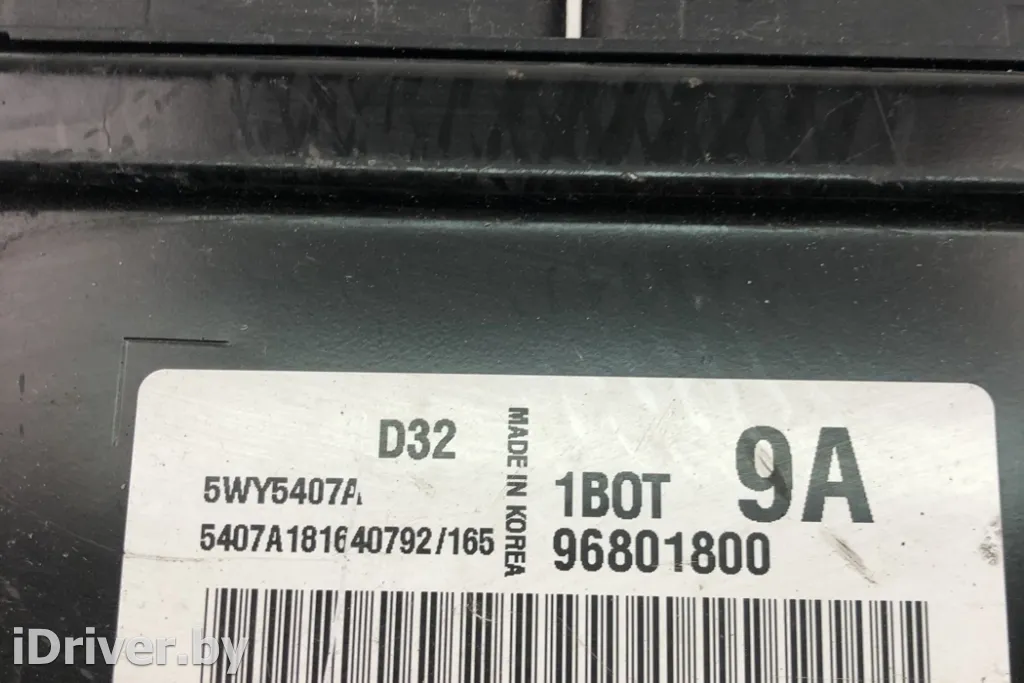 D32
5WY5407A
5407A181640792/165
MADE IN KOREA
1BOT
9A
96801800
iDriver.by